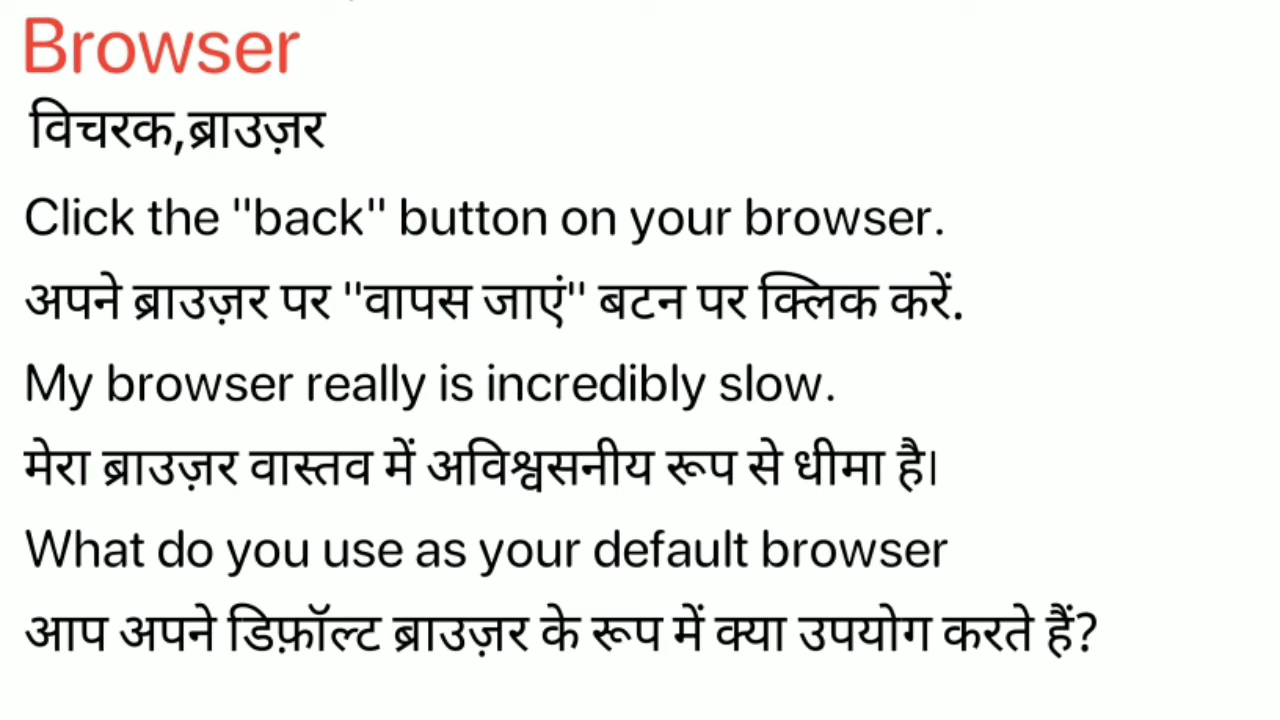 Browser
विचरक,ब्राउज़र
Click the "back" button on your browser.
अपने ब्राउज़र पर "वापस जाएं" बटन पर क्लिक करें.
My browser really is incredibly slow.
मेरा ब्राउज़र वास्तव में अविश्वसनीय रूप से धीमा है।
What do you use as your default browser
आप अपने डिफ़ॉल्ट ब्राउज़र के रूप में क्या उपयोग करते हैं?